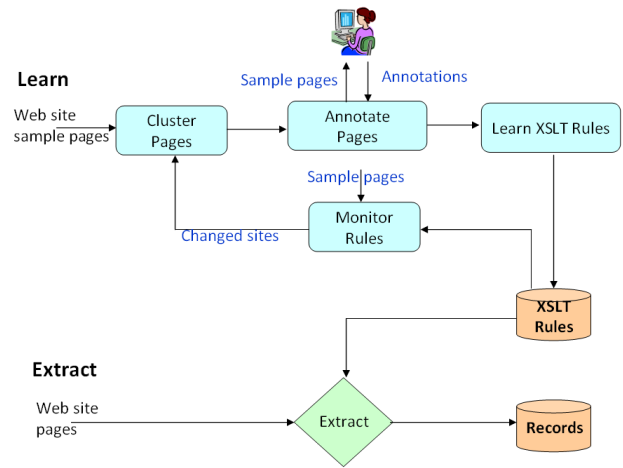 Learn
Sample pages
Annotations
Web site
sample pages
Cluster
Pages
Annotate
Pages
Learn XSLT Rules
Sample pages
Monitor
Rules
Changed sites
XSLT
Rules
Extract
Web site
pages
Extract
Records